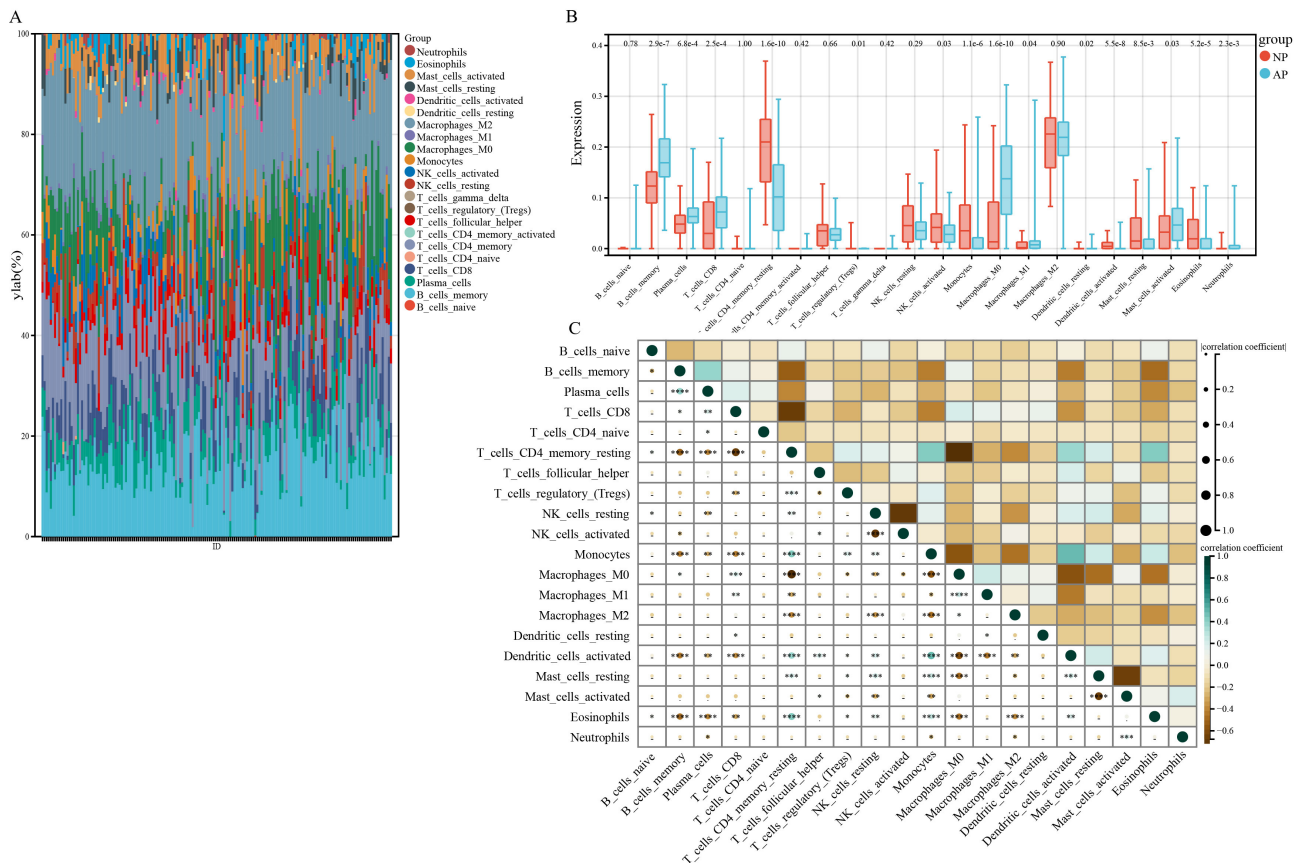 A
100
80
60
40
20
0
ylab(%)
ID
Group
Neutrophils
Eosinophils
Mast_cells_activated
Mast_cells_resting
Dendritic_cells_activated
Dendritic_cells_resting
Macrophages_M2
Macrophages_M1
Macrophages_M0
Monocytes
NK_cells_activated
NK_cells_resting
T_cells_gamma_delta
T_cells_regulatory_(Tregs)
T_cells_follicular_helper
T_cells_CD4_memory_activated
T_cells_CD4_memory
T_cells_CD4_naive
T_cells_CD8
Plasma_cells
B_cells_memory
B_cells_naive
B
0.78 2.9e-7 6.8e-4 2.5e-4 1.00 1.6e-10 0.42 0.66 0.01 0.42 0.29 0.03 1.1e-6 1.6e-10 0.04 0.90 0.02 5.5e-8 8.5e-3 0.03 5.2e-5 2.3e-3
0.4
0.3
0.2
0.1
0.0
Expression
group
NP
AP
B_cells_naive
B_cells_memory
Plasma_cells
T_cells_CD8
T_cells_CD4_naive
_cells_CD4_memory_resting
ells_CD4_memory_activated
T_cells_follicular_helper
T_cells_regulatory_(Tregs)
T_cells_gamma_delta
NK_cells_resting
NK_cells_activated
Monocytes
Macrophages_M0
Macrophages_M1
Macrophages_M2
Dendritic_cells_resting
Dendritic_cells_activated
Mast_cells_resting
Mast_cells_activated
Eosinophils
Neutrophils
C
B_cells_naive
B_cells_memory
Plasma_cells
T_cells_CD8
T_cells_CD4_naive
T_cells_CD4_memory_resting
T_cells_follicular_helper
T_cells_regulatory_(Tregs)
NK_cells_resting
NK_cells_activated
Monocytes
Macrophages_M0
Macrophages_M1
Macrophages_M2
Dendritic_cells_resting
Dendritic_cells_activated
Mast_cells_resting
Mast_cells_activated
Eosinophils
Neutrophils
B_cells_naive
B_cells_memory
Plasma_cells
T_cells_CD8
T_cells_CD4_naive
T_cells_CD4_memory_resting
T_cells_follicular_helper
T_cells_regulatory_(Tregs)
NK_cells_resting
NK_cells_activated
Monocytes
Macrophages_M0
Macrophages_M1
Macrophages_M2
Dendritic_cells_resting
Dendritic_cells_activated
Mast_cells_resting
Mast_cells_activated
Eosinophils
Neutrophils
|correlation coefficient|
0.2
0.4
0.6
0.8
1.0
correlation coefficient
1.0
0.8
0.6
0.4
0.2
0.0
−0.2
−0.4
−0.6